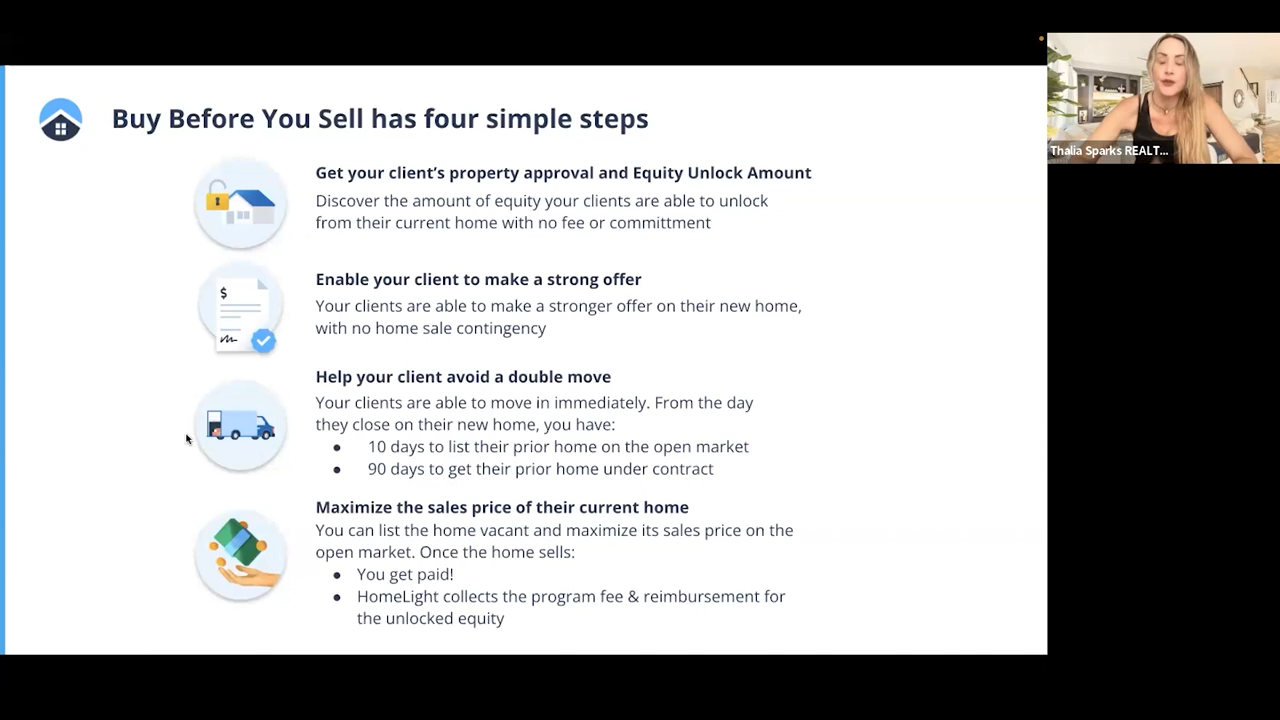 Buy Before You Sell has four simple steps
Get your client's property approval and Equity Unlock Amount
Discover the amount of equity your clients are able to unlock
from their current home with no fee or committment
$
Enable your client to make a strong offer
Your clients are able to make a stronger offer on their new home,
with no home sale contingency
Help your client avoid a double move
Your clients are able to move in immediately. From the day
they close on their new home, you have:
● 10 days to list their prior home on the open market
● 90 days to get their prior home under contract
Maximize the sales price of their current home
You can list the home vacant and maximize its sales price on the
open market. Once the home sells:
● You get paid!
● HomeLight collects the program fee & reimbursement for
the unlocked equity
Thalia Sparks REALT...